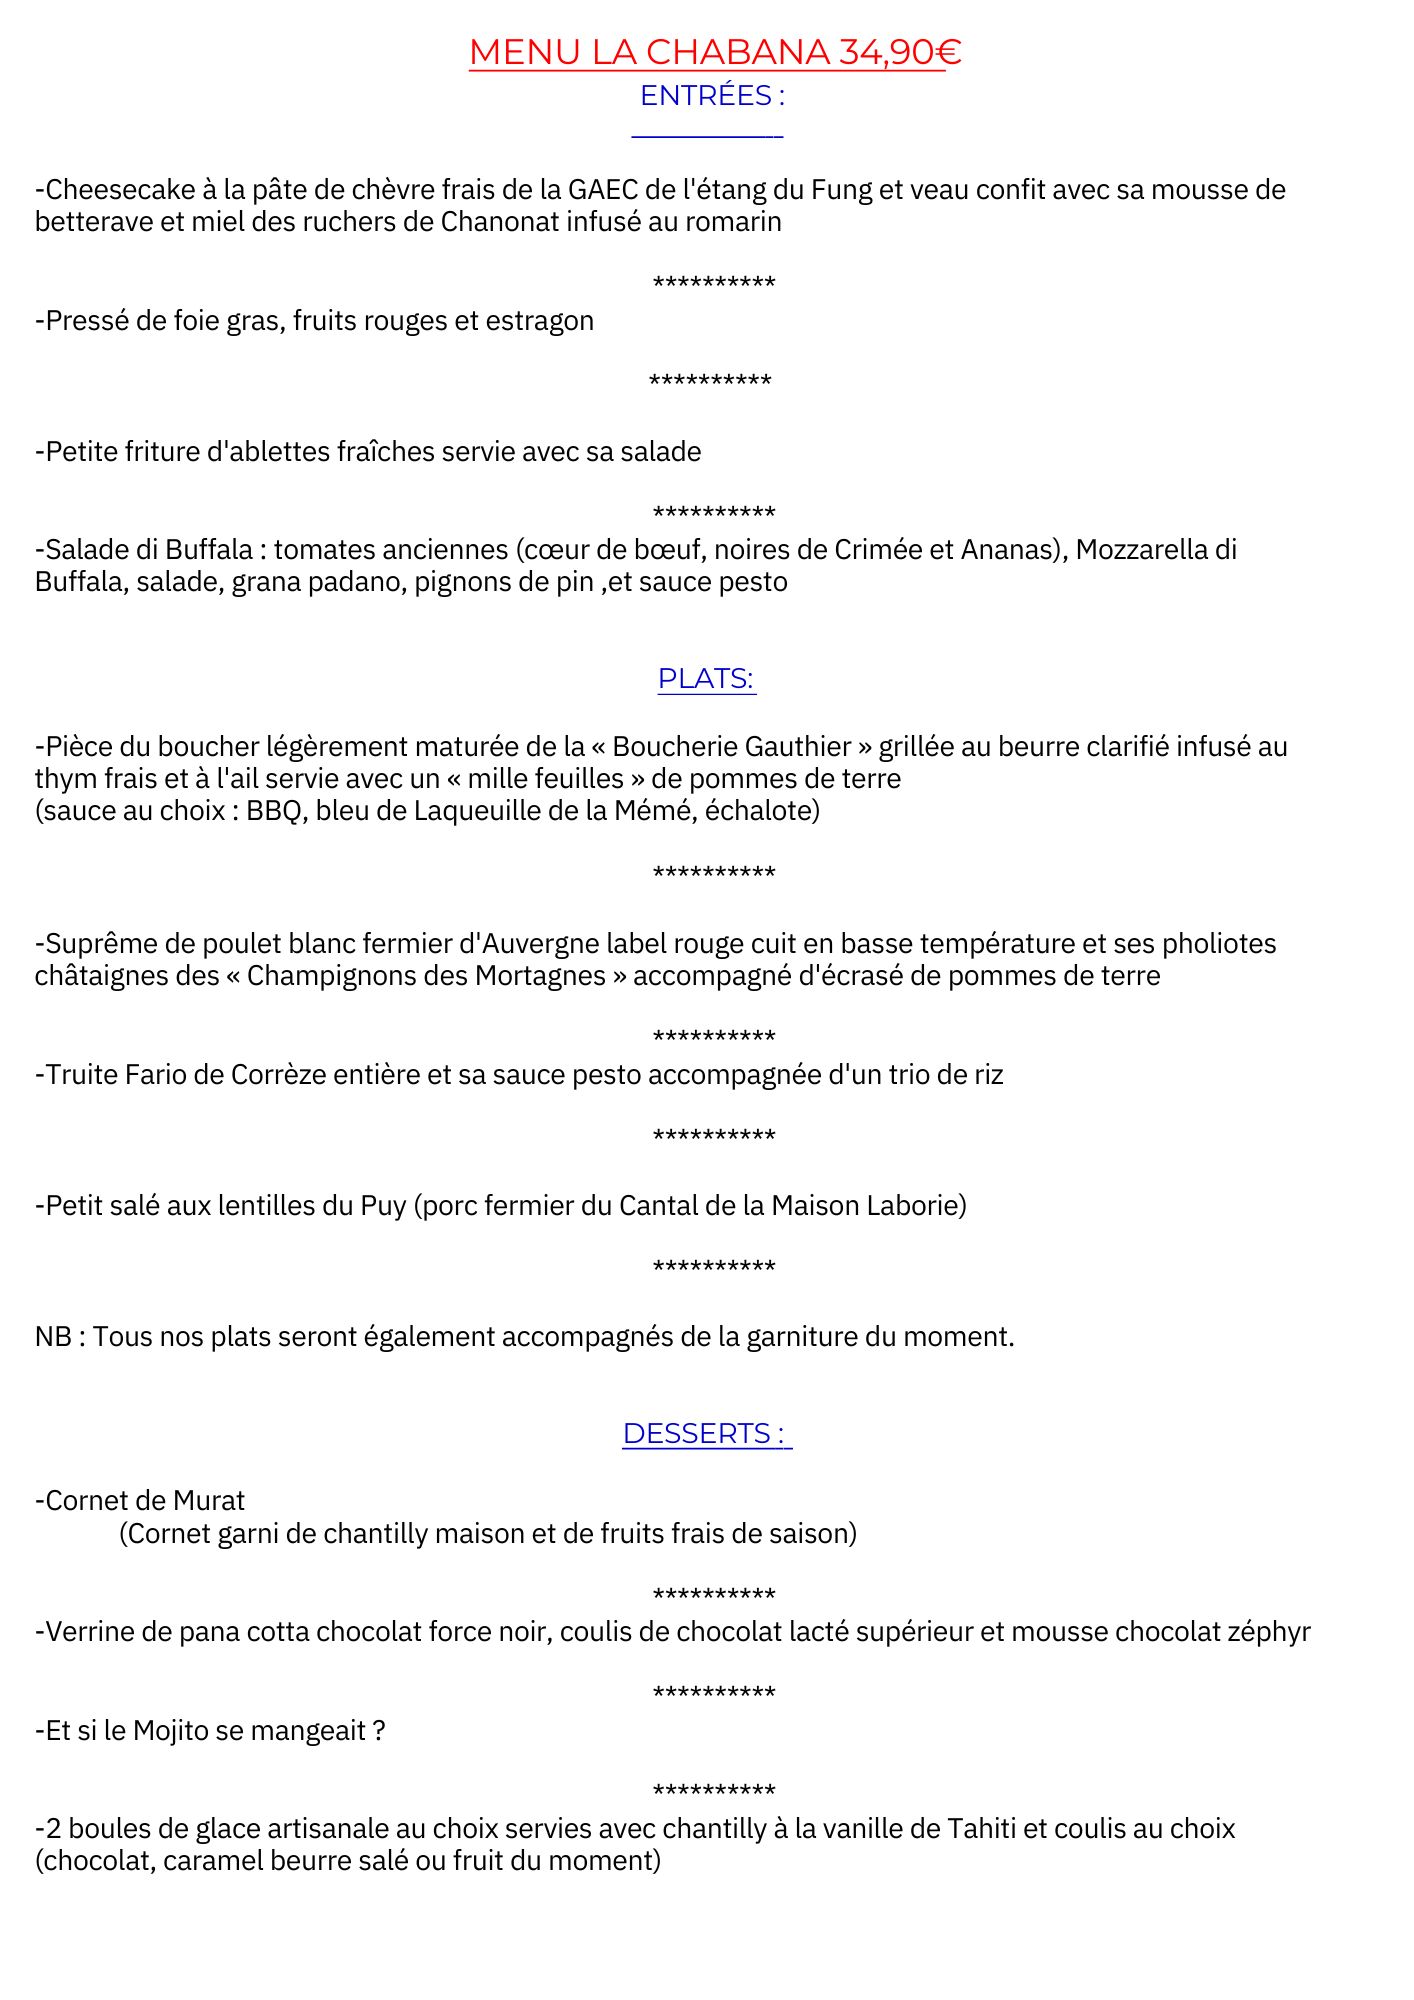 MENU LA CHABANA 34,90€
ENTRÉES :
-Cheesecake à la pâte de chèvre frais de la GAEC de l'étang du Fung et veau confit avec sa mousse de
betterave et miel des ruchers de Chanonat infusé au romarin
**********
-Pressé de foie gras, fruits rouges et estragon
**********
-Petite friture d'ablettes fraîches servie avec sa salade
**********
-Salade di Buffala : tomates anciennes (cœur de bœuf, noires de Crimée et Ananas), Mozzarella di
Buffala, salade, grana padano, pignons de pin ,et sauce pesto
PLATS:
-Pièce du boucher légèrement maturée de la « Boucherie Gauthier » grillée au beurre clarifié infusé au
thym frais et à l'ail servie avec un « mille feuilles » de pommes de terre
(sauce au choix : BBQ, bleu de Laqueuille de la Mémé, échalote)
**********
-Suprême de poulet blanc fermier d'Auvergne label rouge cuit en basse température et ses pholiotes
châtaignes des « Champignons des Mortagnes » accompagné d'écrasé de pommes de terre
**********
-Truite Fario de Corrèze entière et sa sauce pesto accompagnée d'un trio de riz
**********
-Petit salé aux lentilles du Puy (porc fermier du Cantal de la Maison Laborie)
**********
NB : Tous nos plats seront également accompagnés de la garniture du moment.
DESSERTS :
-Cornet de Murat
(Cornet garni de chantilly maison et de fruits frais de saison)
**********
-Verrine de pana cotta chocolat force noir, coulis de chocolat lacté supérieur et mousse chocolat zéphyr
**********
-Et si le Mojito se mangeait ?
**********
-2 boules de glace artisanale au choix servies avec chantilly à la vanille de Tahiti et coulis au choix
(chocolat, caramel beurre salé ou fruit du moment)